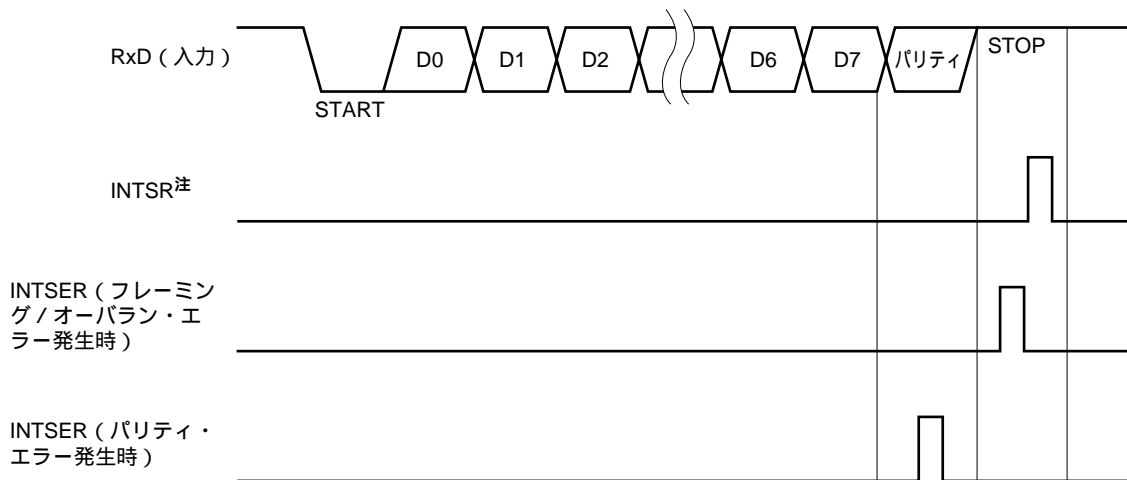 RxD（入力）
D0 D1 D2 D6 D7 パリティ STOP
START
INTSR注
INTSER（フレーミン
グ／オーバラン・エ
ラー発生時）
INTSER（パリティ・
エラー発生時）